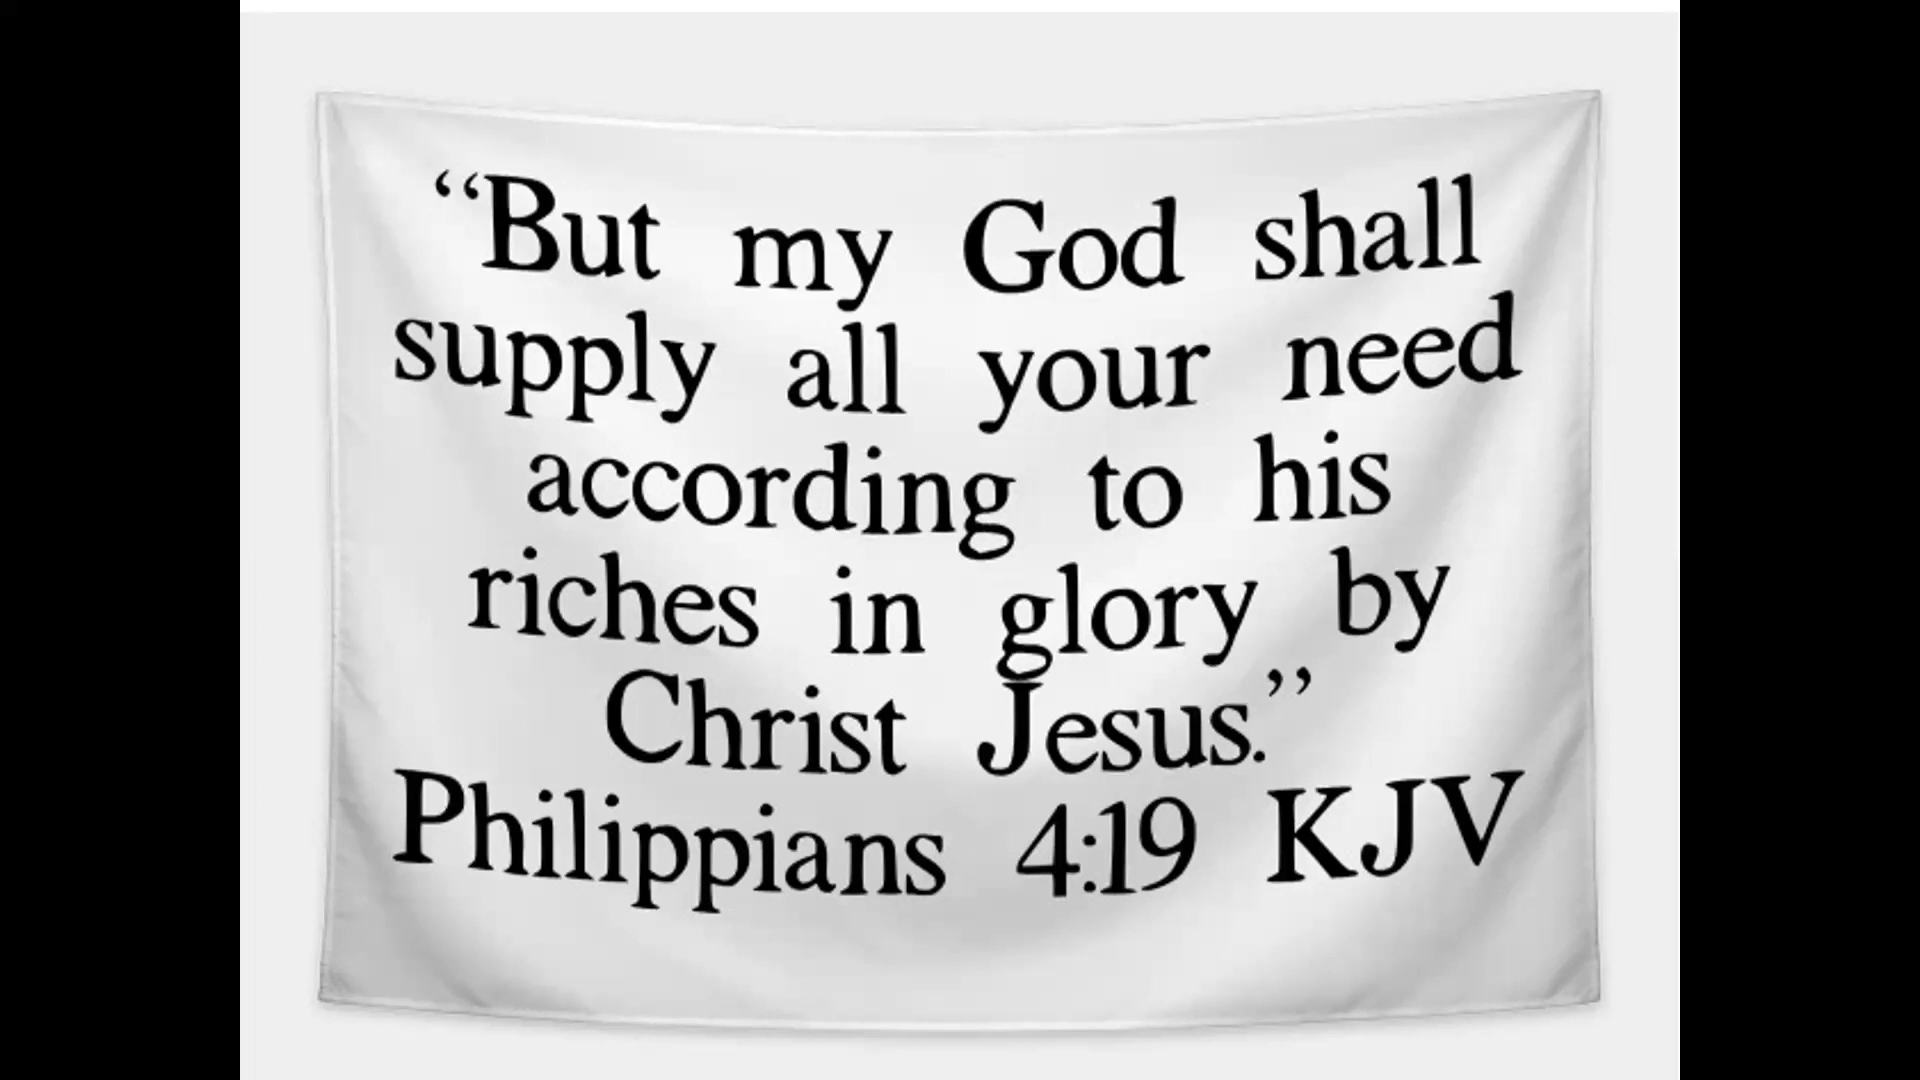 “But my God shall
supply all your need
according to his
riches in glory by
Christ Jesus.”
Philippians 4:19 KJV